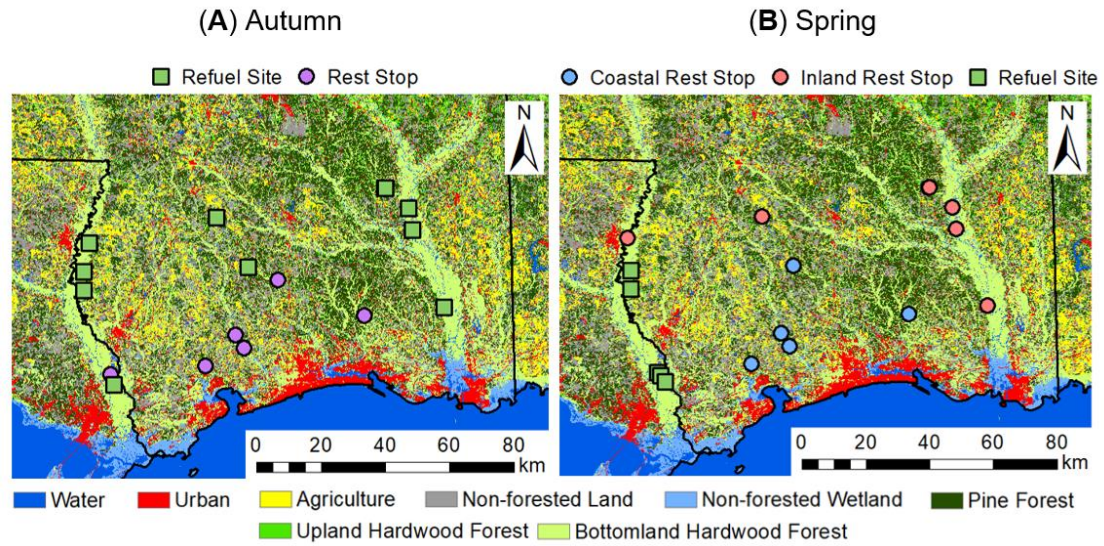 (A) Autumn
(B) Spring
Refuel Site Rest Stop
Coastal Rest Stop Inland Rest Stop Refuel Site
N
N
0 20 40 60 80
km
0 20 40 60 80
km
Water Urban Agriculture Non-forested Land Non-forested Wetland Pine Forest
Upland Hardwood Forest Bottomland Hardwood Forest